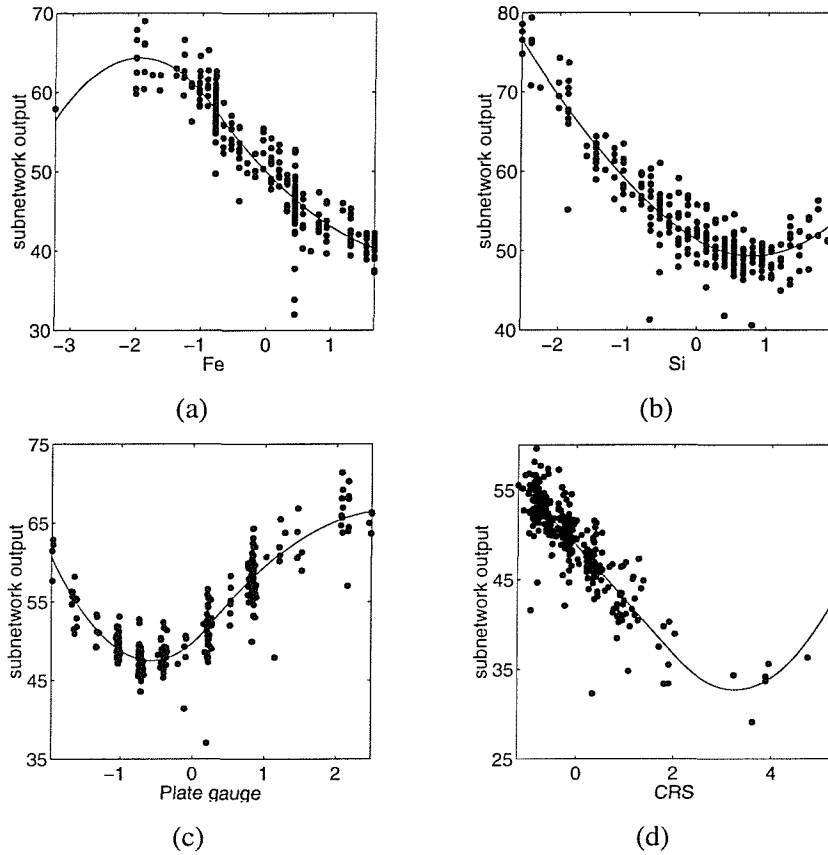 70
60
50
40
30
subnetwork output
-3 -2 -1 0 1
Fe
(a)
80
70
60
50
40
subnetwork output
-2 -1 0 1
Si
(b)
75
65
55
45
35
subnetwork output
-1 0 1 2
Plate gauge
(c)
55
45
35
25
subnetwork output
0 2 4
CRS
(d)